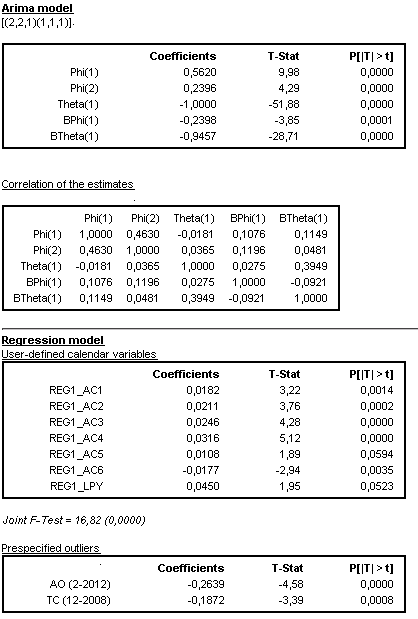 Arima model
[(2,2,1)(1,1,1)].
Coefficients T-Stat P[|T| > t]
Phi(1) 0,5620 9,98 0,0000
Phi(2) 0,2396 4,29 0,0000
Theta(1) -1,0000 -51,88 0,0000
BPhi(1) -0,2398 -3,85 0,0001
BTheta(1) -0,9457 -28,71 0,0000
Correlation of the estimates
Phi(1) Phi(2) Theta(1) BPhi(1) BTheta(1)
Phi(1) 1,0000 0,4630 -0,0181 0,1076 0,1149
Phi(2) 0,4630 1,0000 0,0365 0,1196 0,0481
Theta(1) -0,0181 0,0365 1,0000 0,0275 0,3949
BPhi(1) 0,1076 0,1196 0,0275 1,0000 -0,0921
BTheta(1) 0,1149 0,0481 0,3949 -0,0921 1,0000
Regression model
User-defined calendar variables
Coefficients T-Stat P[|T| > t]
REG1_AC1 0,0182 3,22 0,0014
REG1_AC2 0,0211 3,76 0,0002
REG1_AC3 0,0246 4,28 0,0000
REG1_AC4 0,0316 5,12 0,0000
REG1_AC5 0,0108 1,89 0,0594
REG1_AC6 -0,0177 -2,94 0,0035
REG1_LPY 0,0450 1,95 0,0523
Joint F-Test = 16,82 (0,0000)
Prespecified outliers
Coefficients T-Stat P[|T| > t]
AO (2-2012) -0,2639 -4,58 0,0000
TC (12-2008) -0,1872 -3,39 0,0008